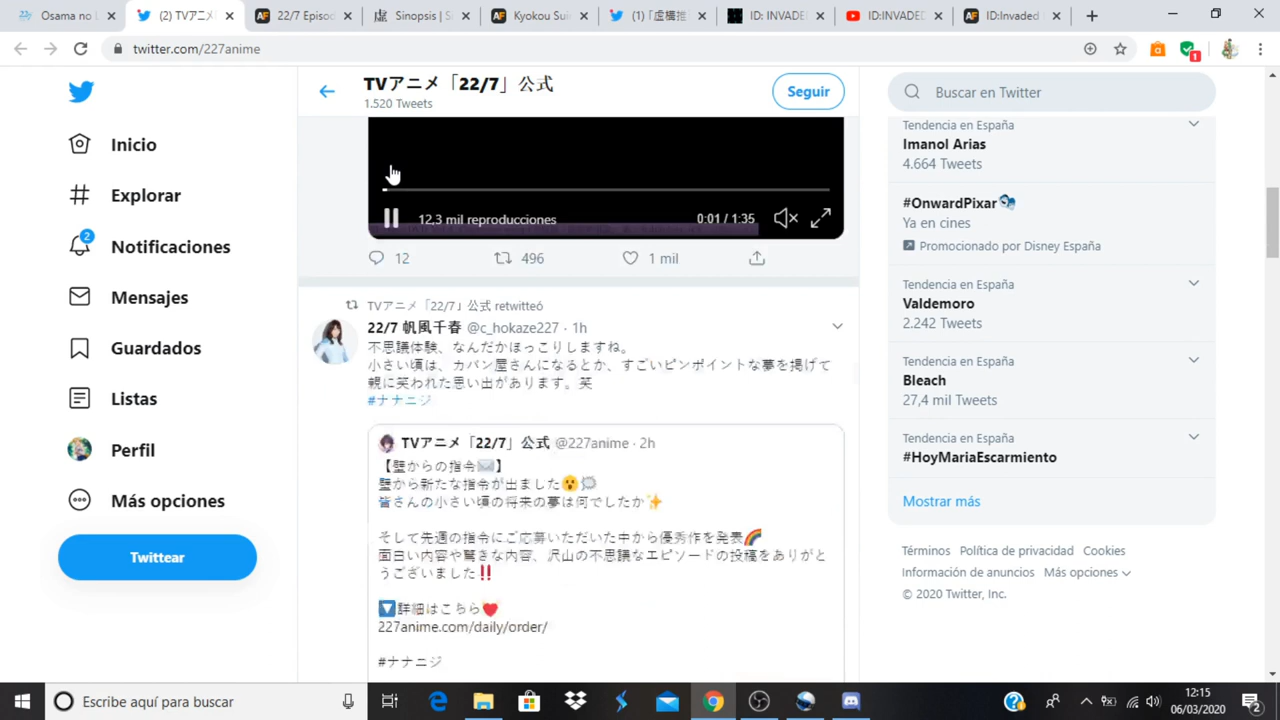 Osama no l
(2) TVアニメ
22/7 Episod
Sinopsis | S
Kyokou Sui
(1)「虚構推
ID: INVADE
ID:INVADED
ID:Invaded
twitter.com/227anime
1
Inicio
Explorar
2
Notificaciones
Mensajes
Guardados
Listas
Perfil
Más opciones
Twittear
TVアニメ「22/7」公式
1.520 Tweets
Seguir
12,3 mil reproducciones
0:01 / 1:35
12
496
1 mil
TVアニメ「22/7」公式 retwitteó
22/7 帆風千春 @c_hokaze227 · 1h
不思議体験、なんだかほっこりしますね。
小さい頃は、カバン屋さんになるとか、すごいピンポイントな夢を掲げて
親に笑われた思い出があります。笑
#ナナニジ
TVアニメ「22/7」公式 @227anime · 2h
【壁からの指令✉】
壁から新たな指令が出ました😮💭
皆さんの小さい頃の将来の夢は何でしたか✨
そして先週の指令にご応募いただいた中から優秀作を発表🌈
面白い内容や驚きな内容、沢山の不思議なエピソードの投稿をありがと
うございました‼
🔽詳細はこちら❤
227anime.com/daily/order/
#ナナニジ
Buscar en Twitter
Tendencia en España
Imanol Arias
4.664 Tweets
#OnwardPixar
Ya en cines
Promocionado por Disney España
Tendencia en España
Valdemoro
2.242 Tweets
Tendencia en España
Bleach
27,4 mil Tweets
Tendencia en España
#HoyMariaEscarmiento
Mostrar más
Términos Política de privacidad Cookies
Información de anuncios Más opciones
© 2020 Twitter, Inc.
Escribe aquí para buscar
12:15
06/03/2020
2